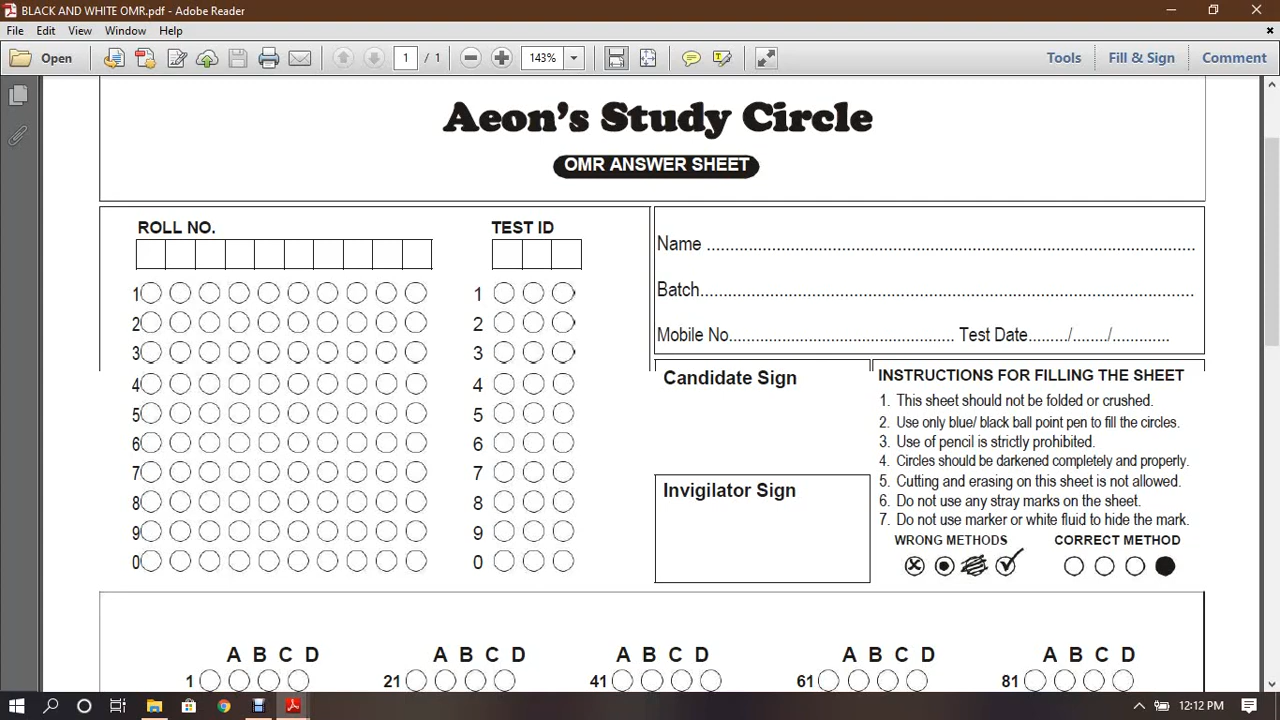 BLACK AND WHITE OMR.pdf - Adobe Reader
File Edit View Window Help
Open 1 / 1 143% Tools Fill & Sign Comment
Aeon's Study Circle
OMR ANSWER SHEET
ROLL NO. TEST ID
1 1
2 2
3 3
4 4
5 5
6 6
7 7
8 8
9 9
0 0
Name ....................................................................................................
Batch....................................................................................................
Mobile No.................................................... Test Date........./......../.............
Candidate Sign
Invigilator Sign
INSTRUCTIONS FOR FILLING THE SHEET
1. This sheet should not be folded or crushed.
2. Use only blue/ black ball point pen to fill the circles.
3. Use of pencil is strictly prohibited.
4. Circles should be darkened completely and properly.
5. Cutting and erasing on this sheet is not allowed.
6. Do not use any stray marks on the sheet.
7. Do not use marker or white fluid to hide the mark.
WRONG METHODS CORRECT METHOD
A B C D A B C D A B C D A B C D A B C D
1 21 41 61 81
12:12 PM